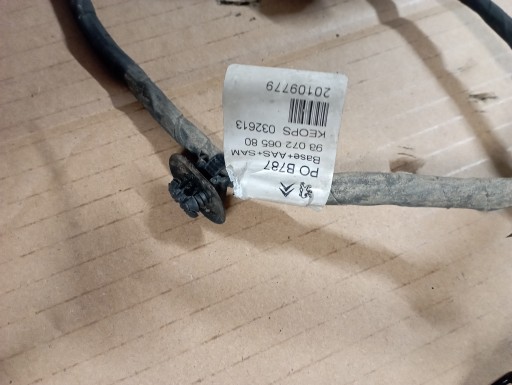 PO B787
Base+AAS+SAM
98 072 065 80
KEOPS 032613
20109779